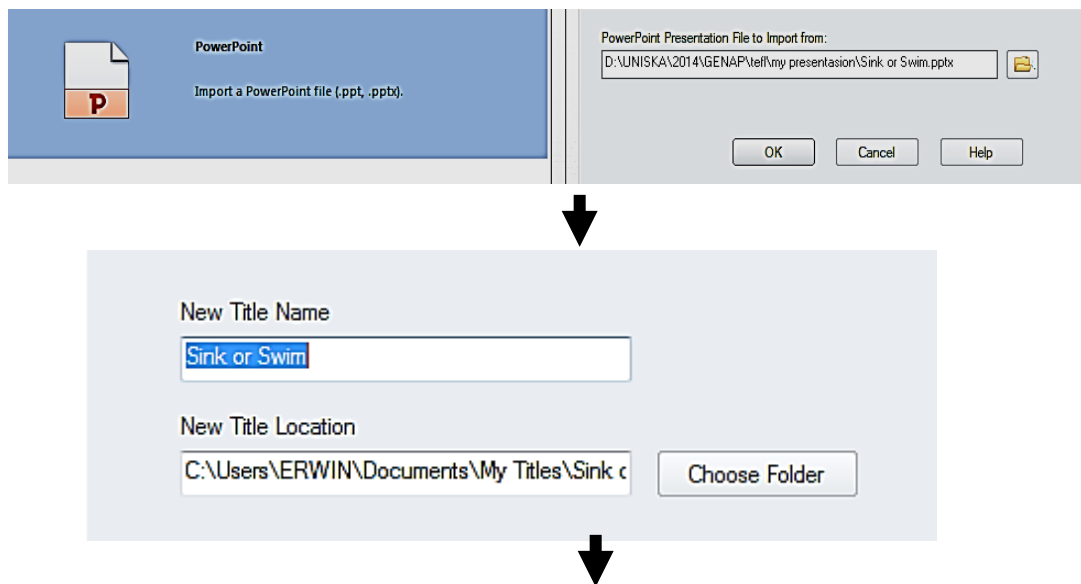 PowerPoint
Import a PowerPoint file (.ppt, .pptx).
P
PowerPoint Presentation File to Import from:
D:\UNISKA\2014\GENAP\tefl\my presentasion\Sink or Swim.pptx
OK Cancel Help
New Title Name
Sink or Swim
New Title Location
C:\Users\ERWIN\Documents\My Titles\Sink c
Choose Folder